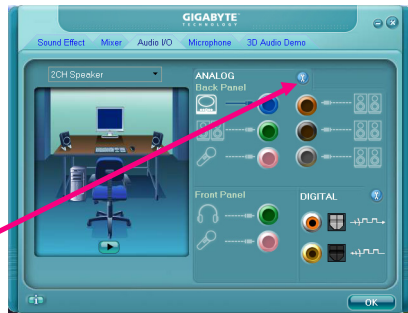 GIGABYTE
TECHNOLOGY
Sound Effect Mixer Audio I/O Microphone 3D Audio Demo
2CH Speaker
ANALOG
Back Panel
Front Panel
DIGITAL
OK